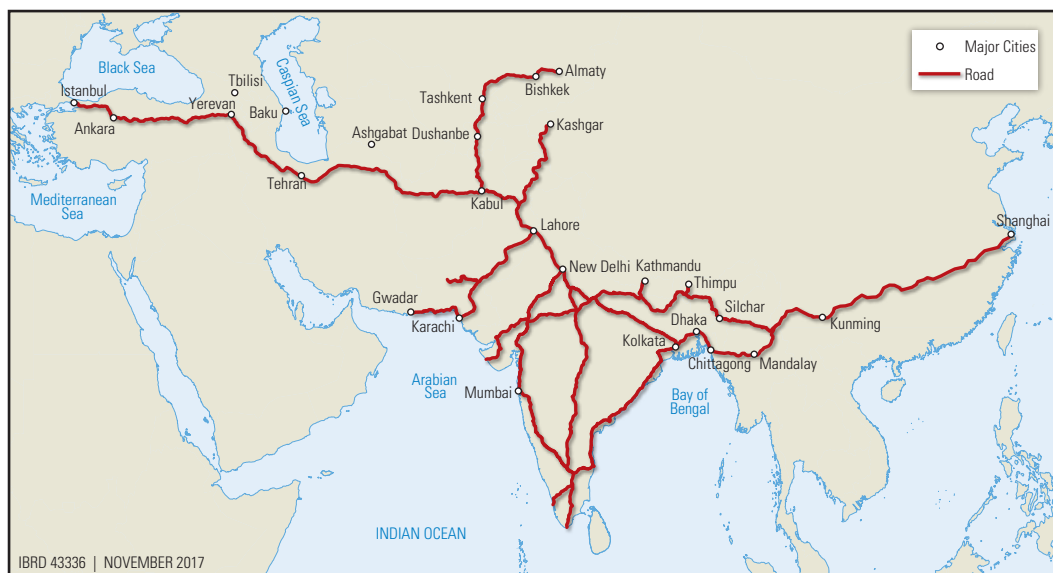 Major Cities
Road
Black Sea
Caspian Sea
Istanbul
Tbilisi
Yerevan
Baku
Ankara
Almaty
Bishkek
Tashkent
Kashgar
Ashgabat
Dushanbe
Tehran
Kabul
Mediterranean
Sea
Lahore
Shanghai
New Delhi
Kathmandu
Thimpu
Gwadar
Karachi
Silchar
Dhaka
Kunming
Kolkata
Chittagong
Mandalay
Arabian
Sea
Mumbai
Bay of
Bengal
INDIAN OCEAN
IBRD 43336 | NOVEMBER 2017